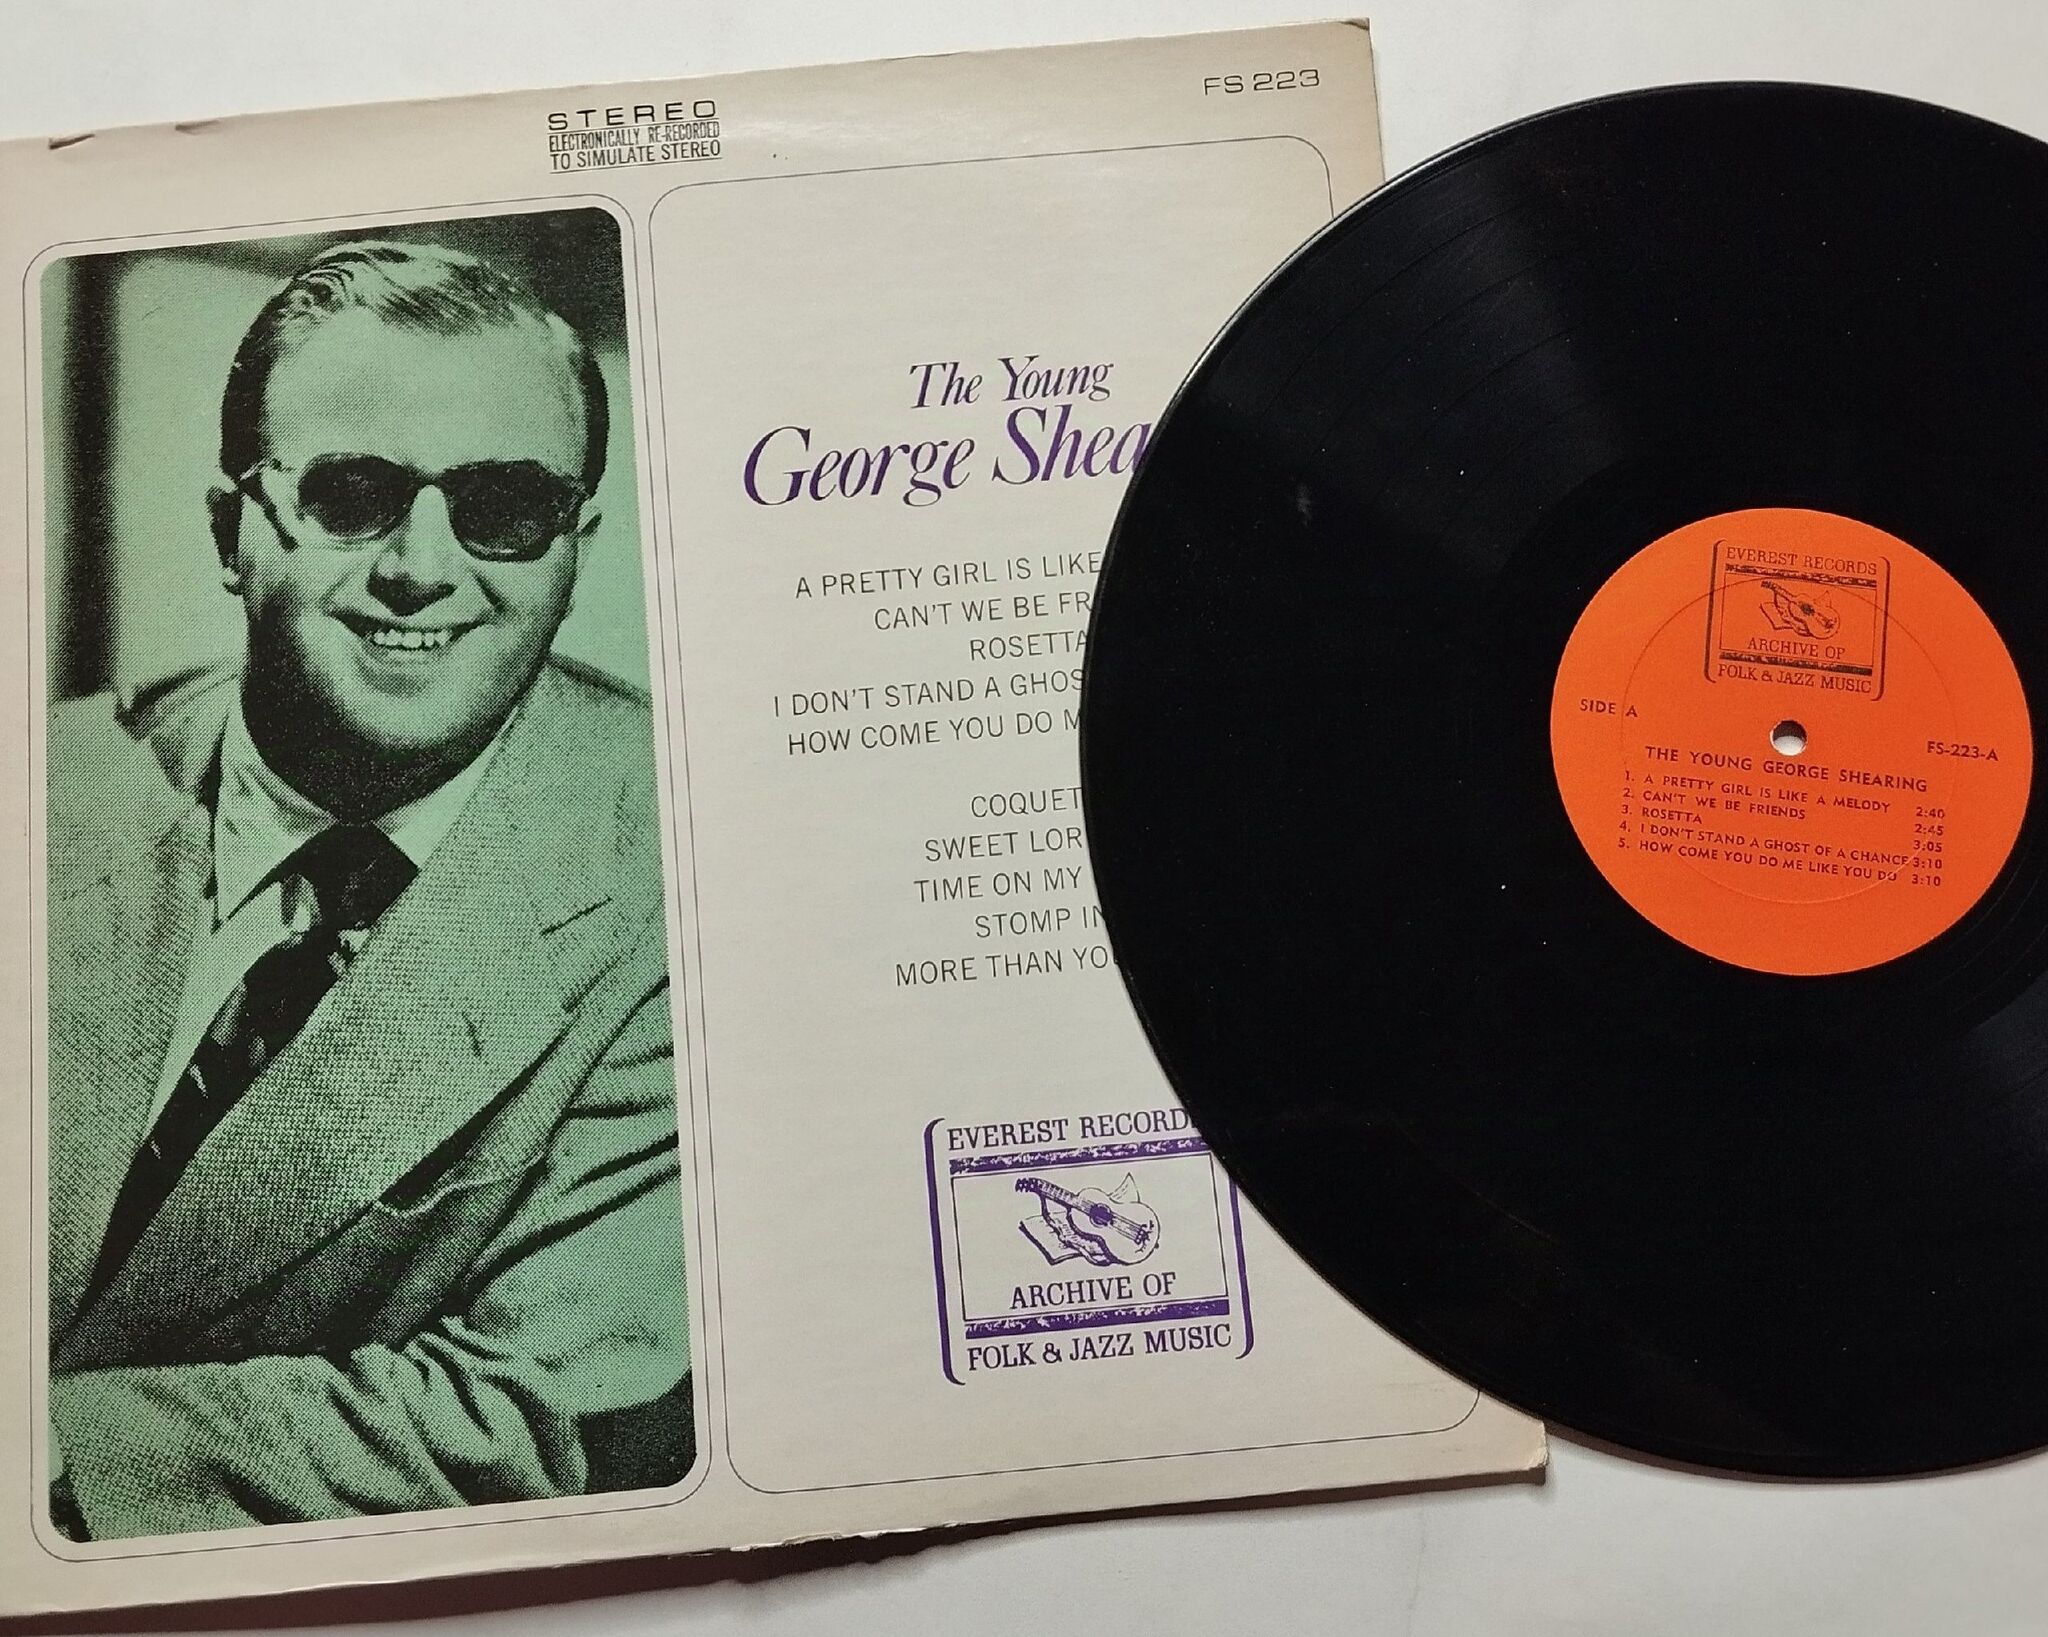 STEREO
ELECTRONICALLY RE-RECORDED
TO SIMULATE STEREO
FS 223
The Young
George Shea
A PRETTY GIRL IS LIKE
CAN'T WE BE FR
ROSETTA
I DON'T STAND A GHOS
HOW COME YOU DO M
COQUET
SWEET LOR
TIME ON MY
STOMP IN
MORE THAN YO
EVEREST RECORDS
ARCHIVE OF
FOLK & JAZZ MUSIC
EVEREST RECORDS
ARCHIVE OF
FOLK & JAZZ MUSIC
SIDE A
FS-223-A
THE YOUNG GEORGE SHEARING
1. A PRETTY GIRL IS LIKE A MELODY 2:40
2. CAN'T WE BE FRIENDS 2:45
3. ROSETTA 3:05
4. I DON'T STAND A GHOST OF A CHANCE 3:10
5. HOW COME YOU DO ME LIKE YOU DO 3:10